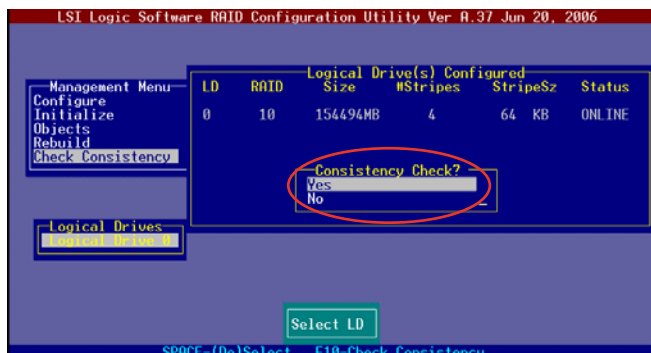 LSI Logic Software RAID Configuration Utility Ver A.37 Jun 20, 2006
Management Menu
Configure
Initialize
Objects
Rebuild
Check Consistency
Logical Drive(s) Configured
LD RAID Size #Stripes StripeSz Status
0 10 154494MB 4 64 KB ONLINE
Consistency Check?
Yes
No
Logical Drives
Logical Drive 0
Select LD
SPACE-(De)Select F10-Check Consistency